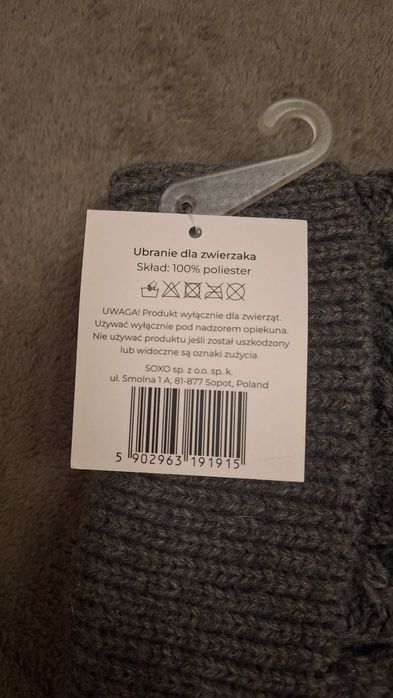 Ubranie dla zwierzaka
Skład: 100% poliester
UWAGA! Produkt wyłącznie dla zwierząt.
Używać wyłącznie pod nadzorem opiekuna.
Nie używać produktu jeśli został uszkodzony
lub widoczne są oznaki zużycia.
SOXO sp. z o.o. sp. k.
ul. Smolna 1 A, 81-877 Sopot, Poland
5 902963 191915